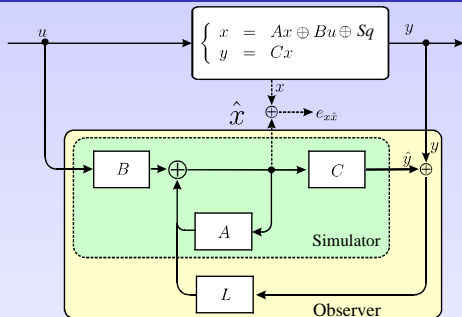 u
x = Ax ⊕ Bu ⊕ Sq
y = Cx
y
x
x̂
⊕
e_{xx̂}
B
⊕
C
ŷ
y
⊕
A
Simulator
L
Observer